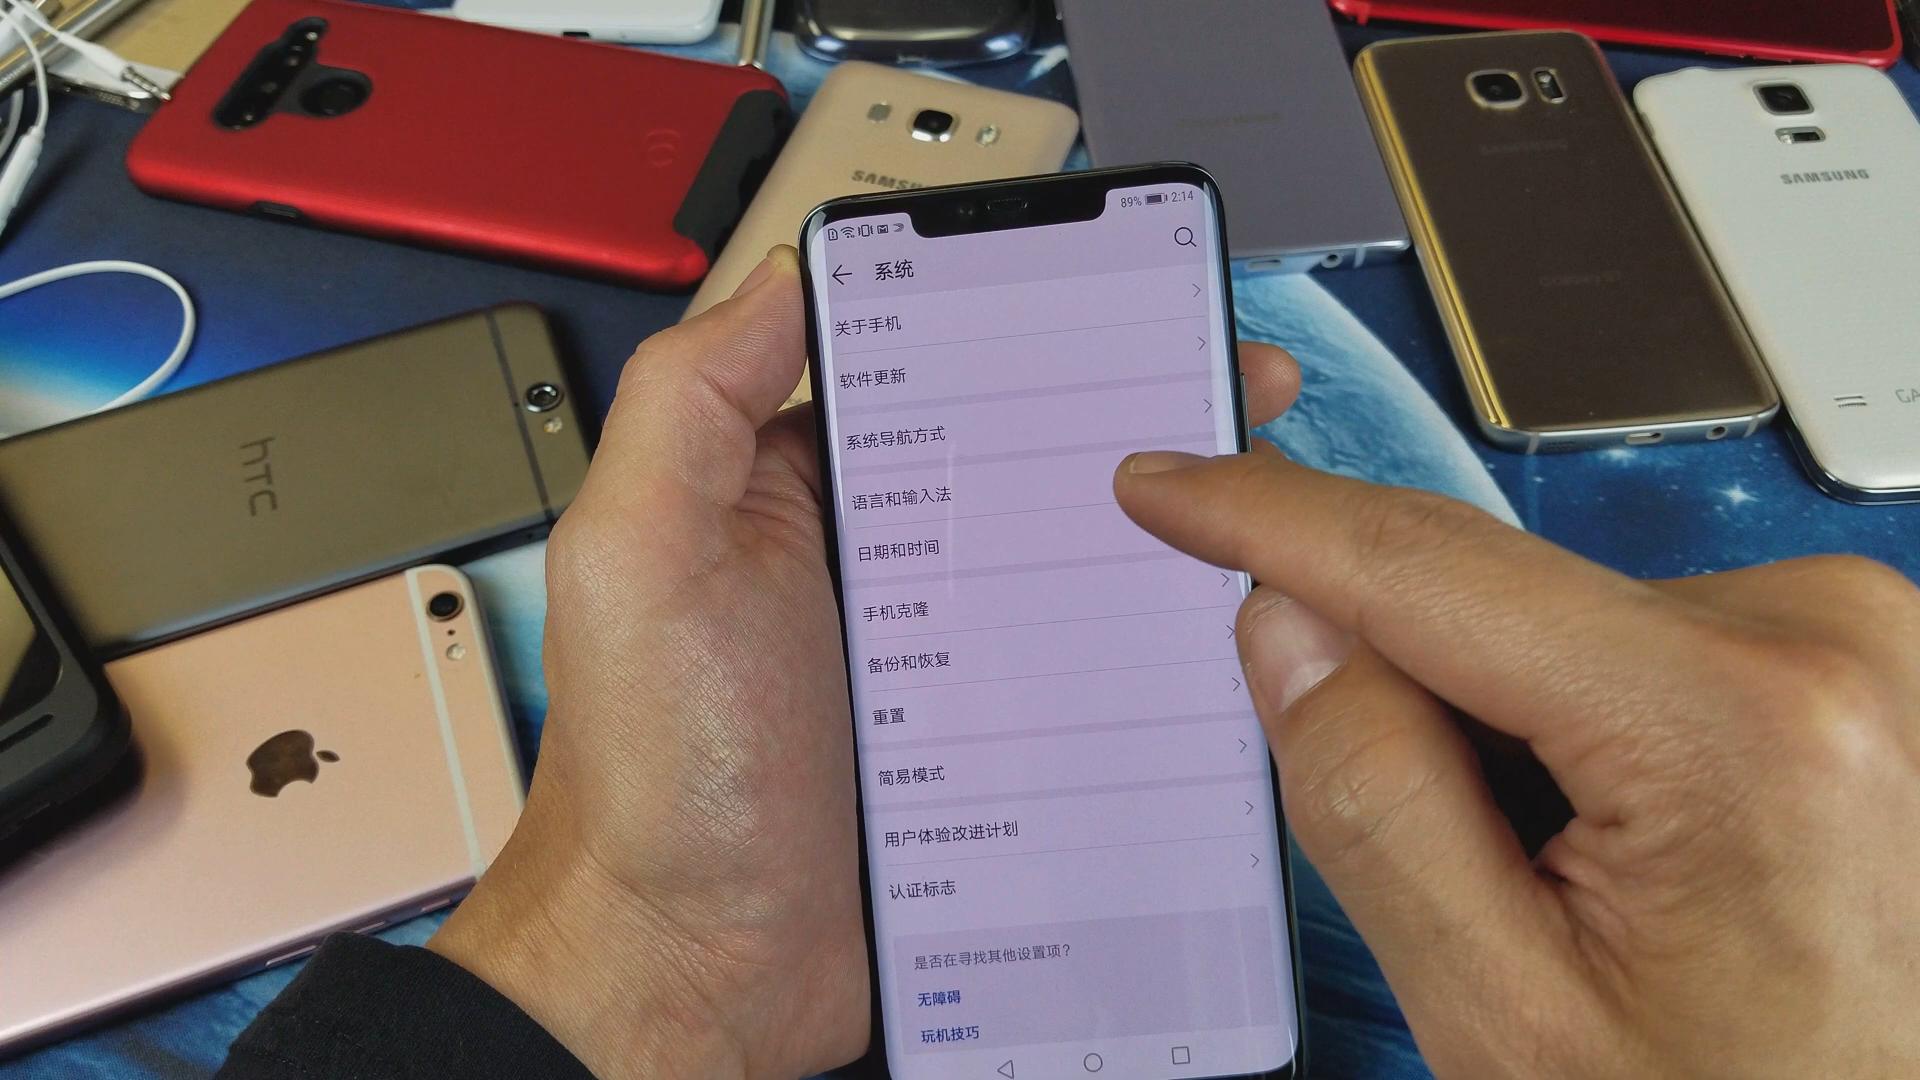 SAMSU
SAMSUNG
SAMSUNG
GA
hTC
89% 2:14
系统
关于手机
软件更新
系统导航方式
语言和输入法
日期和时间
手机克隆
备份和恢复
重置
简易模式
用户体验改进计划
认证标志
是否在寻找其他设置项?
无障碍
玩机技巧